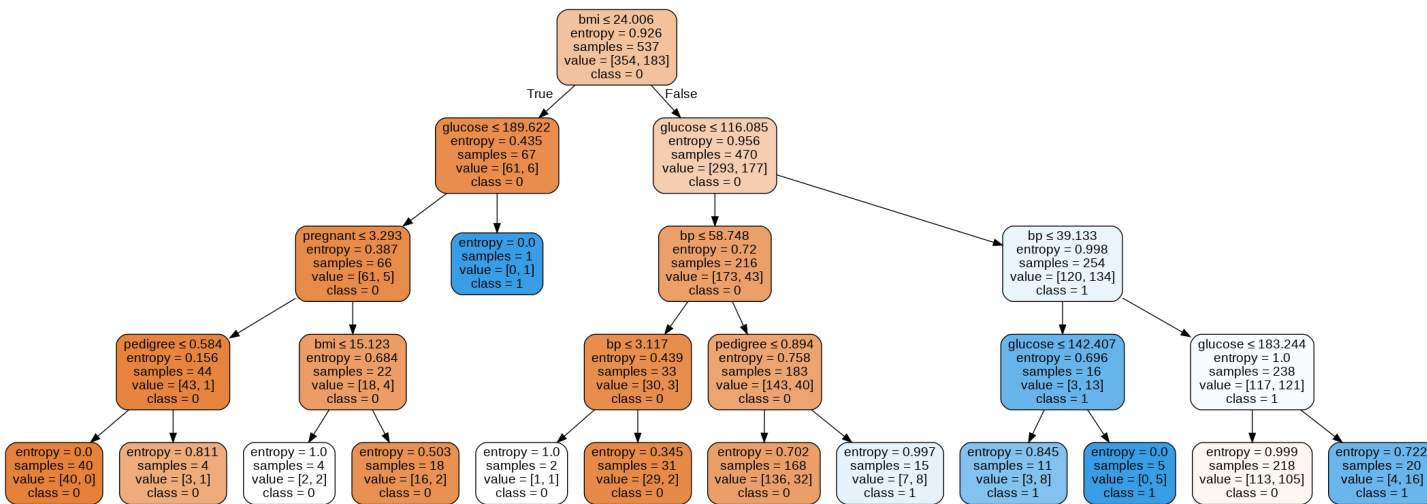 bmi ≤ 24.006
entropy = 0.926
samples = 537
value = [354, 183]
class = 0
True
False
glucose ≤ 189.622
entropy = 0.435
samples = 67
value = [61, 6]
class = 0
glucose ≤ 116.085
entropy = 0.956
samples = 470
value = [293, 177]
class = 0
pregnant ≤ 3.293
entropy = 0.387
samples = 66
value = [61, 5]
class = 0
entropy = 0.0
samples = 1
value = [0, 1]
class = 1
bp ≤ 58.748
entropy = 0.72
samples = 216
value = [173, 43]
class = 0
bp ≤ 39.133
entropy = 0.998
samples = 254
value = [120, 134]
class = 1
pedigree ≤ 0.584
entropy = 0.156
samples = 44
value = [43, 1]
class = 0
bmi ≤ 15.123
entropy = 0.684
samples = 22
value = [18, 4]
class = 0
bp ≤ 3.117
entropy = 0.439
samples = 33
value = [30, 3]
class = 0
pedigree ≤ 0.894
entropy = 0.758
samples = 183
value = [143, 40]
class = 0
glucose ≤ 142.407
entropy = 0.696
samples = 16
value = [3, 13]
class = 1
glucose ≤ 183.244
entropy = 1.0
samples = 238
value = [117, 121]
class = 1
entropy = 0.0
samples = 40
value = [40, 0]
class = 0
entropy = 0.811
samples = 4
value = [3, 1]
class = 0
entropy = 1.0
samples = 4
value = [2, 2]
class = 0
entropy = 0.503
samples = 18
value = [16, 2]
class = 0
entropy = 1.0
samples = 2
value = [1, 1]
class = 0
entropy = 0.345
samples = 31
value = [29, 2]
class = 0
entropy = 0.702
samples = 168
value = [136, 32]
class = 0
entropy = 0.997
samples = 15
value = [7, 8]
class = 1
entropy = 0.845
samples = 11
value = [3, 8]
class = 1
entropy = 0.0
samples = 5
value = [0, 5]
class = 1
entropy = 0.999
samples = 218
value = [113, 105]
class = 0
entropy = 0.722
samples = 20
value = [4, 16]
class = 1